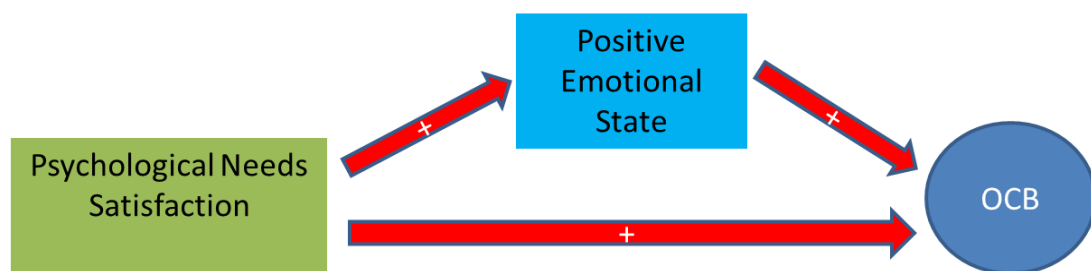 Positive
Emotional
State
+
+
Psychological Needs
Satisfaction
OCB
+